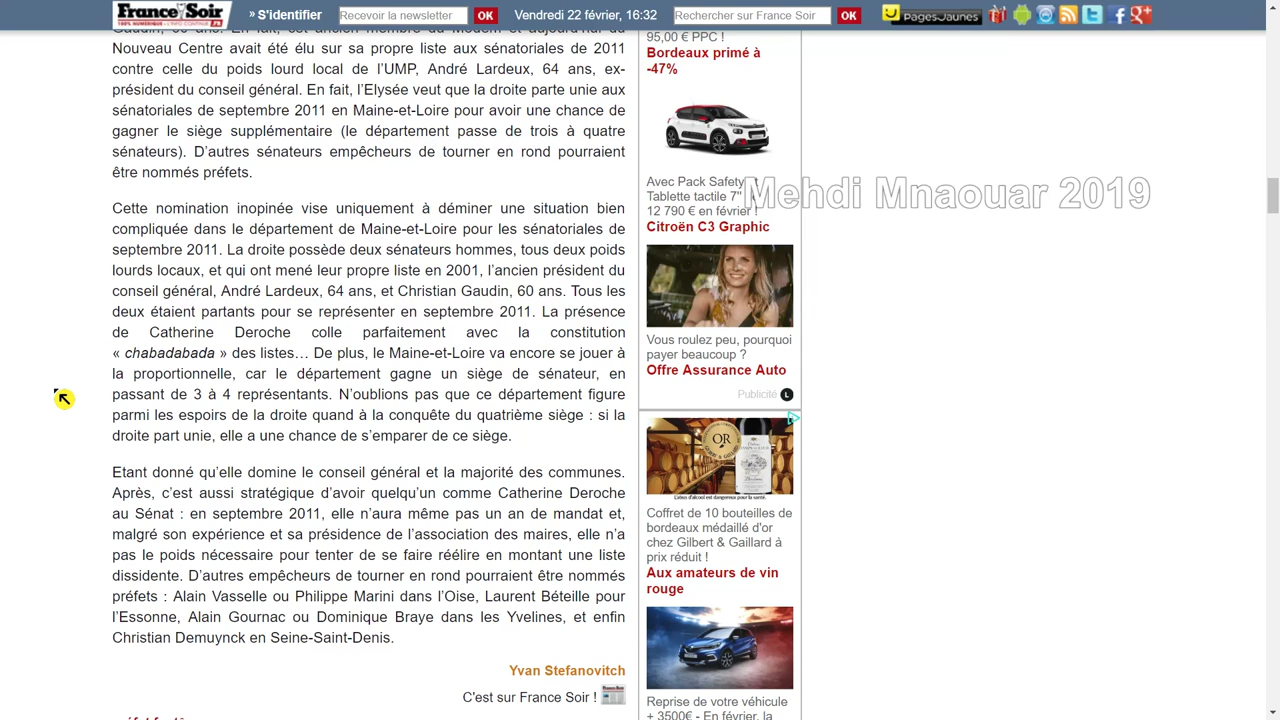 France Soir
100% NUMÉRIQUE
» S'identifier
Recevoir la newsletter
OK
Rechercher sur France Soir
OK
PagesJaunes
Nouveau Centre avait été élu sur sa propre liste aux sénatoriales de 2011
contre celle du poids lourd local de l'UMP, André Lardeux, 64 ans, ex-
président du conseil général. En fait, l'Elysée veut que la droite parte unie aux
sénatoriales de septembre 2011 en Maine-et-Loire pour avoir une chance de
gagner le siège supplémentaire (le département passe de trois à quatre
sénateurs). D'autres sénateurs empêcheurs de tourner en rond pourraient
être nommés préfets.
Cette nomination inopinée vise uniquement à déminer une situation bien
compliquée dans le département de Maine-et-Loire pour les sénatoriales de
septembre 2011. La droite possède deux sénateurs hommes, tous deux poids
lourds locaux, et qui ont mené leur propre liste en 2001, l'ancien président du
conseil général, André Lardeux, 64 ans, et Christian Gaudin, 60 ans. Tous les
deux étaient partants pour se représenter en septembre 2011. La présence
de Catherine Deroche colle parfaitement avec la constitution
« chabadabada » des listes… De plus, le Maine-et-Loire va encore se jouer à
la proportionnelle, car le département gagne un siège de sénateur, en
passant de 3 à 4 représentants. N'oublions pas que ce département figure
parmi les espoirs de la droite quand à la conquête du quatrième siège : si la
droite part unie, elle a une chance de s'emparer de ce siège.
Etant donné qu'elle domine le conseil général et la majorité des communes.
Après, c'est aussi stratégique d'avoir quelqu'un comme Catherine Deroche
au Sénat : en septembre 2011, elle n'aura même pas un an de mandat et,
malgré son expérience et sa présidence de l'association des maires, elle n'a
pas le poids nécessaire pour tenter de se faire réélire en montant une liste
dissidente. D'autres empêcheurs de tourner en rond pourraient être nommés
préfets : Alain Vasselle ou Philippe Marini dans l'Oise, Laurent Béteille pour
l'Essonne, Alain Gournac ou Dominique Braye dans les Yvelines, et enfin
Christian Demuynck en Seine-Saint-Denis.
Yvan Stefanovitch
C'est sur France Soir !
95,00 € PPC !
Bordeaux primé à
-47%
Avec Pack Safety
Tablette tactile 7"
12 790 € en février !
Citroën C3 Graphic
Mehdi Mnaouar 2019
Vous roulez peu, pourquoi
payer beaucoup ?
Offre Assurance Auto
Publicité
OR
L'abus d'alcool est dangereux pour la santé.
Coffret de 10 bouteilles de
bordeaux médaillé d'or
chez Gilbert & Gaillard à
prix réduit !
Aux amateurs de vin
rouge
Reprise de votre véhicule
+ 3500€ - En février, la